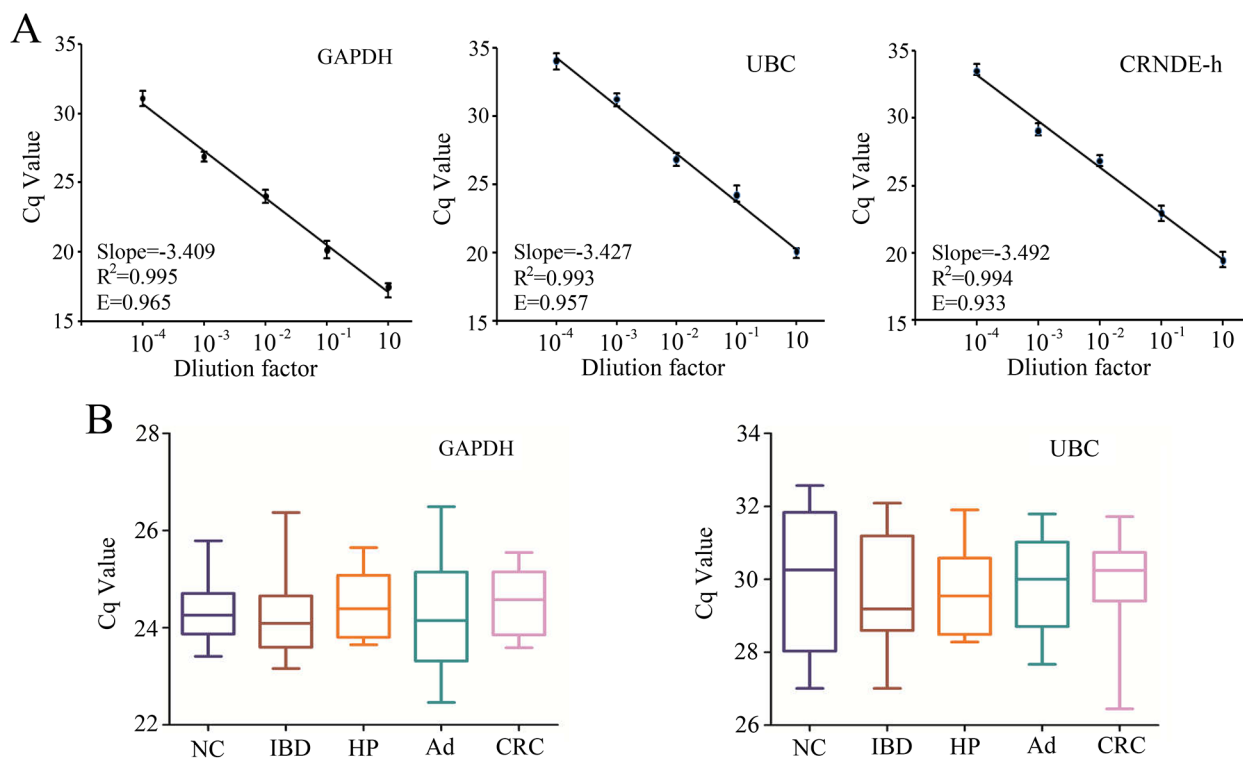 A
GAPDH
Cq Value
35
30
25
20
15
Slope=-3.409
R²=0.995
E=0.965
10⁻⁴ 10⁻³ 10⁻² 10⁻¹ 10
Dliution factor
UBC
Cq Value
35
30
25
20
15
Slope=-3.427
R²=0.993
E=0.957
10⁻⁴ 10⁻³ 10⁻² 10⁻¹ 10
Dliution factor
CRNDE-h
Cq Value
35
30
25
20
15
Slope=-3.492
R²=0.994
E=0.933
10⁻⁴ 10⁻³ 10⁻² 10⁻¹ 10
Dliution factor
B
GAPDH
Cq Value
28
26
24
22
NC IBD HP Ad CRC
UBC
Cq Value
34
32
30
28
26
NC IBD HP Ad CRC